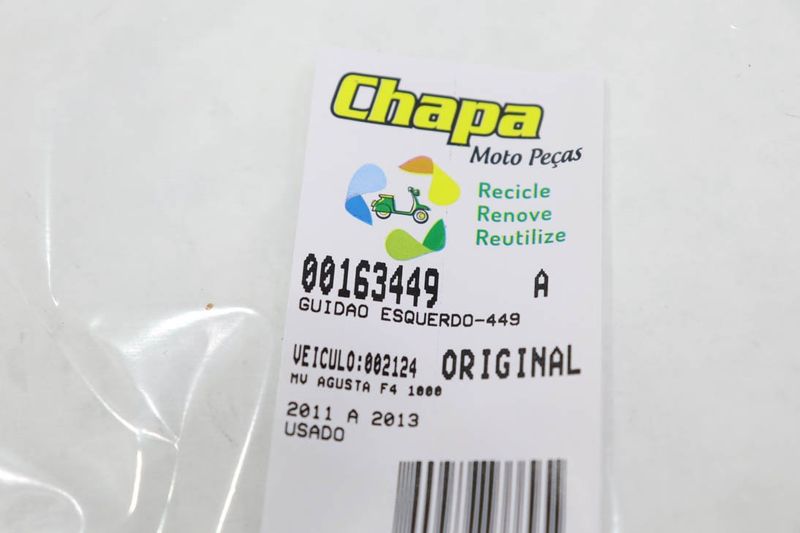 Chapa
Moto Peças
Recicle
Renove
Reutilize
00163449 A
GUIDAO ESQUERDO-449
VEICULO:002124 ORIGINAL
MV AGUSTA F4 1000
2011 A 2013
USADO